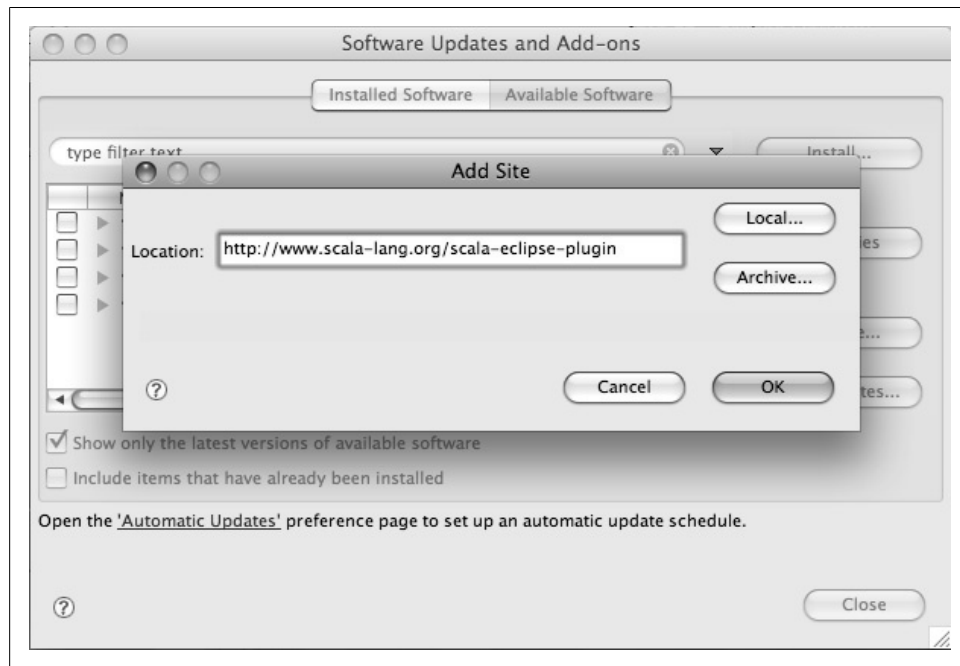 Software Updates and Add-ons
Installed Software Available Software
type filter text
Install...
Add Site
Location: http://www.scala-lang.org/scala-eclipse-plugin
Local...
Archive...
Cancel OK
Show only the latest versions of available software
Include items that have already been installed
Open the 'Automatic Updates' preference page to set up an automatic update schedule.
Close